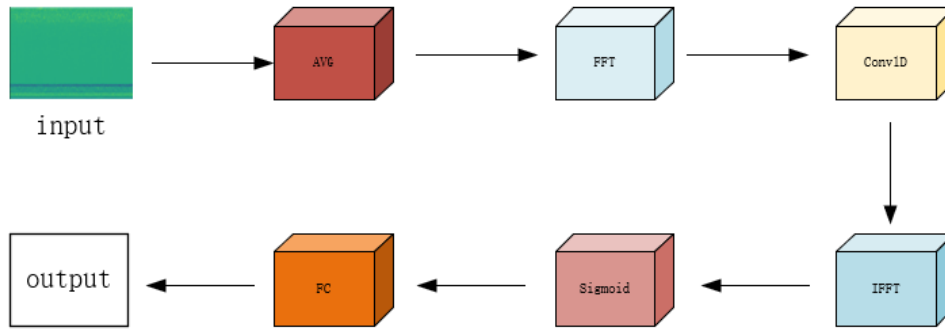 input
AVG
FFT
Conv1D
IFFT
Sigmoid
FC
output